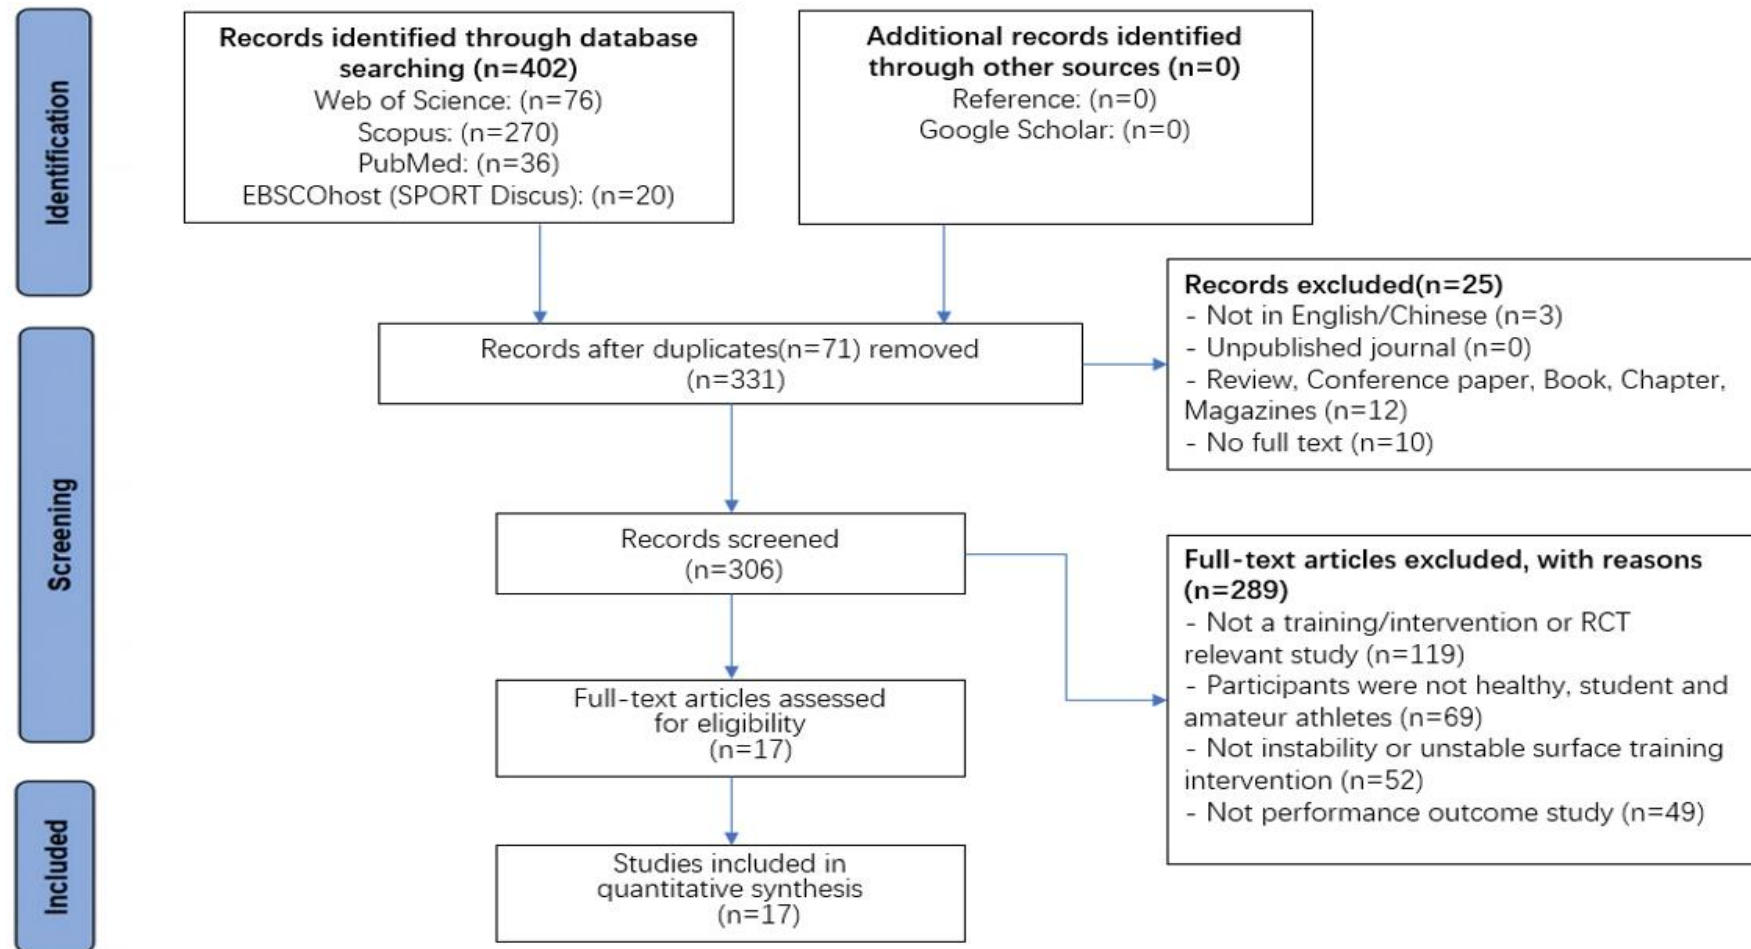 Identification
Records identified through database
searching (n=402)
Web of Science: (n=76)
Scopus: (n=270)
PubMed: (n=36)
EBSCOhost (SPORT Discus): (n=20)
Additional records identified
through other sources (n=0)
Reference: (n=0)
Google Scholar: (n=0)
Screening
Records after duplicates(n=71) removed
(n=331)
Records excluded(n=25)
- Not in English/Chinese (n=3)
- Unpublished journal (n=0)
- Review, Conference paper, Book, Chapter,
Magazines (n=12)
- No full text (n=10)
Records screened
(n=306)
Full-text articles excluded, with reasons
(n=289)
- Not a training/intervention or RCT
relevant study (n=119)
- Participants were not healthy, student and
amateur athletes (n=69)
- Not instability or unstable surface training
intervention (n=52)
- Not performance outcome study (n=49)
Full-text articles assessed
for eligibility
(n=17)
Included
Studies included in
quantitative synthesis
(n=17)